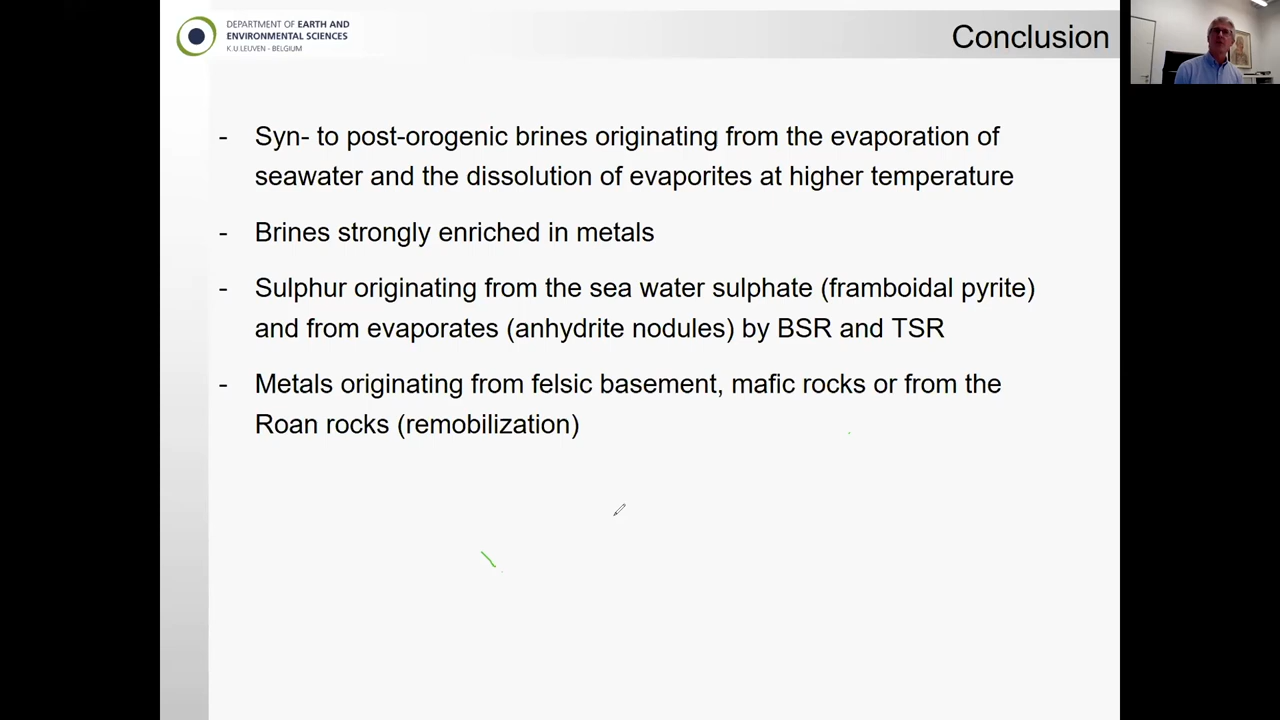 DEPARTMENT OF EARTH AND
ENVIRONMENTAL SCIENCES
K.U.LEUVEN - BELGIUM
Conclusion
- Syn- to post-orogenic brines originating from the evaporation of
seawater and the dissolution of evaporites at higher temperature
- Brines strongly enriched in metals
- Sulphur originating from the sea water sulphate (framboidal pyrite)
and from evaporates (anhydrite nodules) by BSR and TSR
- Metals originating from felsic basement, mafic rocks or from the
Roan rocks (remobilization)